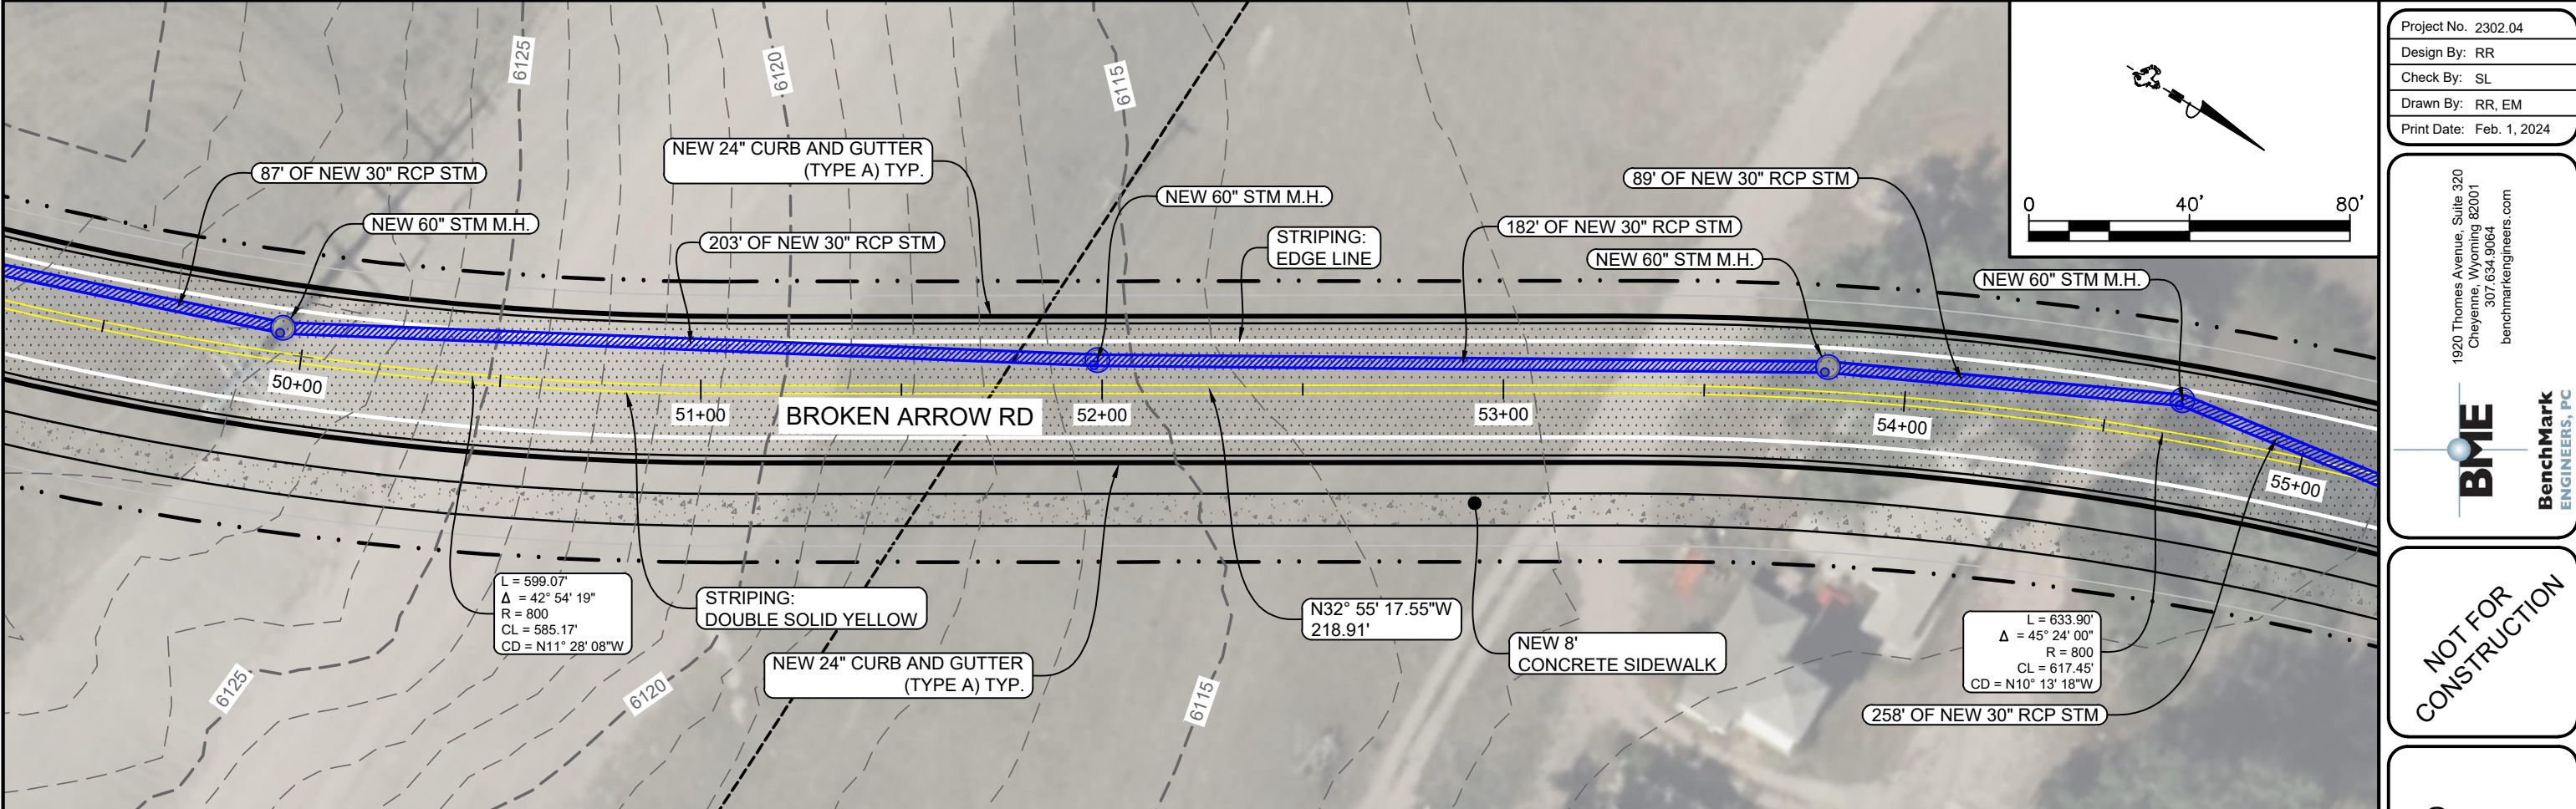 6125
6120
6115
87' OF NEW 30" RCP STM
NEW 60" STM M.H.
NEW 24" CURB AND GUTTER
(TYPE A) TYP.
203' OF NEW 30" RCP STM
NEW 60" STM M.H.
STRIPING:
EDGE LINE
182' OF NEW 30" RCP STM
89' OF NEW 30" RCP STM
NEW 60" STM M.H.
NEW 60" STM M.H.
0 40' 80'
50+00
51+00
BROKEN ARROW RD
52+00
53+00
54+00
55+00
L = 599.07'
Δ = 42° 54' 19"
R = 800
CL = 585.17'
CD = N11° 28' 08"W
STRIPING:
DOUBLE SOLID YELLOW
NEW 24" CURB AND GUTTER
(TYPE A) TYP.
N32° 55' 17.55"W
218.91'
NEW 8'
CONCRETE SIDEWALK
L = 633.90'
Δ = 45° 24' 00"
R = 800
CL = 617.45'
CD = N10° 13' 18"W
258' OF NEW 30" RCP STM
6125
6120
6115
Project No. 2302.04
Design By: RR
Check By: SL
Drawn By: RR, EM
Print Date: Feb. 1, 2024
1920 Thomes Avenue, Suite 320
Cheyenne, Wyoming 82001
307.634.9064
benchmarkengineers.com
BME
BenchMark
ENGINEERS, PC
NOT FOR
CONSTRUCTION